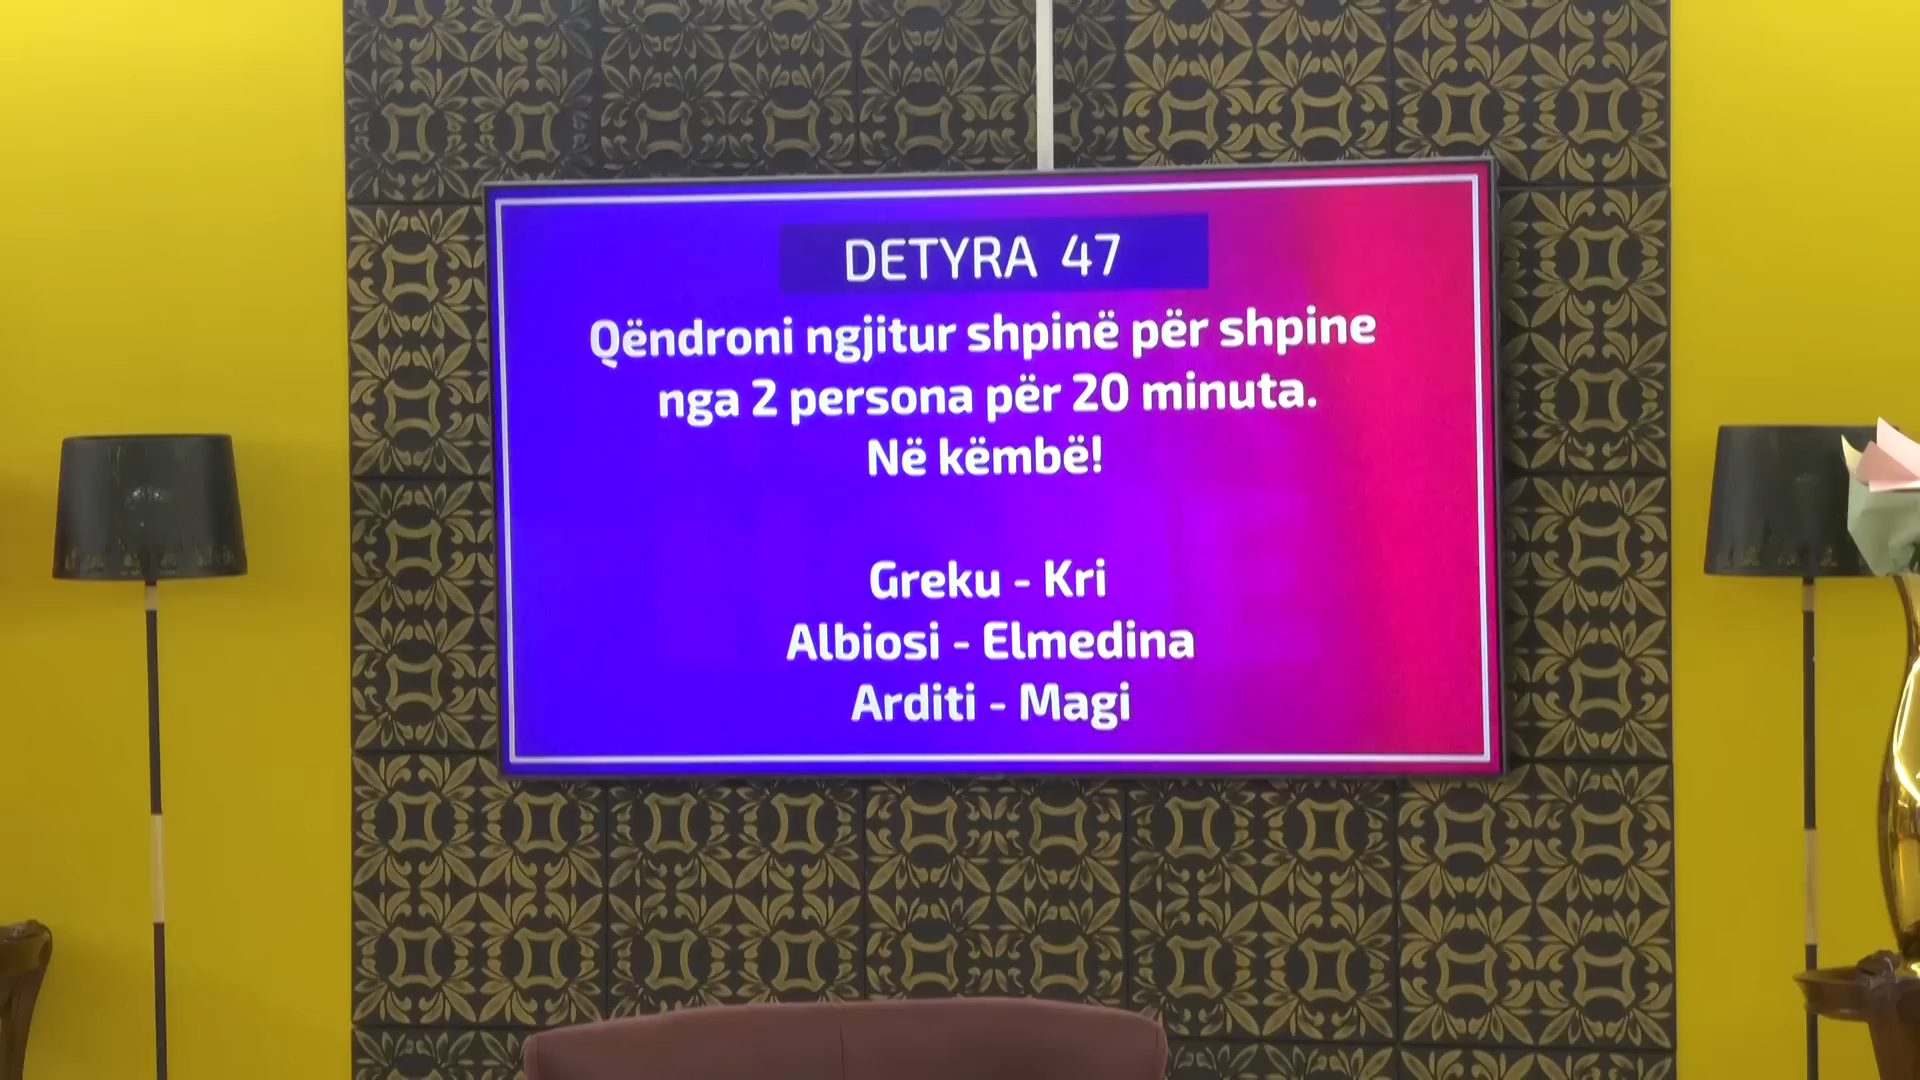 DETYRA 47
Qëndroni ngjitur shpinë për shpine
nga 2 persona për 20 minuta.
Në këmbë!
Greku - Kri
Albiosi - Elmedina
Arditi - Magi